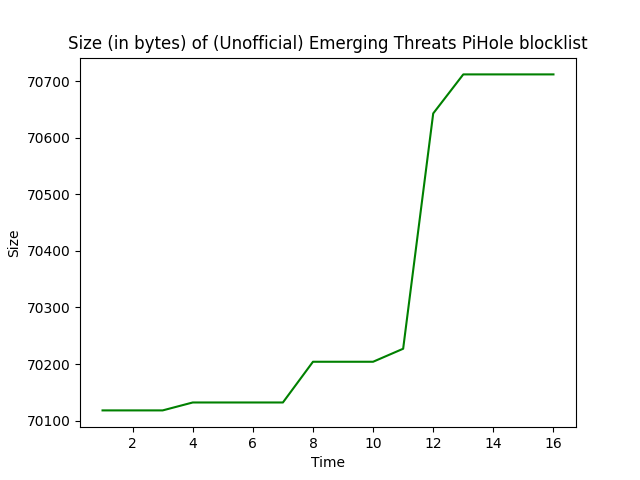 Size (in bytes) of (Unofficial) Emerging Threats PiHole blocklist
70700
70600
70500
70400
70300
70200
70100
Size
2 4 6 8 10 12 14 16
Time